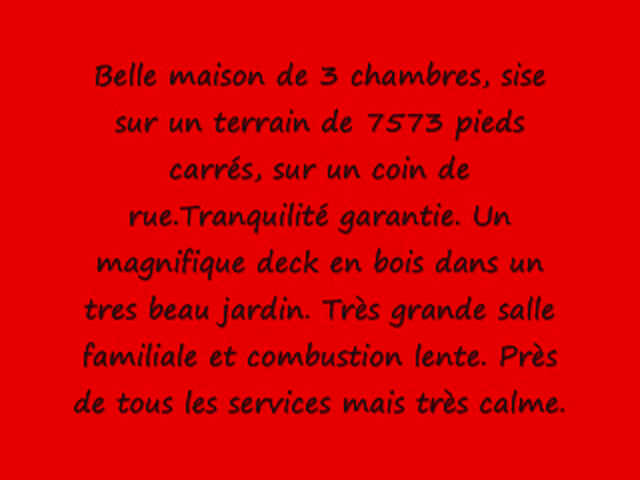 Belle maison de 3 chambres, sise
sur un terrain de 7573 pieds
carrés, sur un coin de
rue.Tranquilité garantie. Un
magnifique deck en bois dans un
tres beau jardin. Très grande salle
familiale et combustion lente. Près
de tous les services mais très calme.